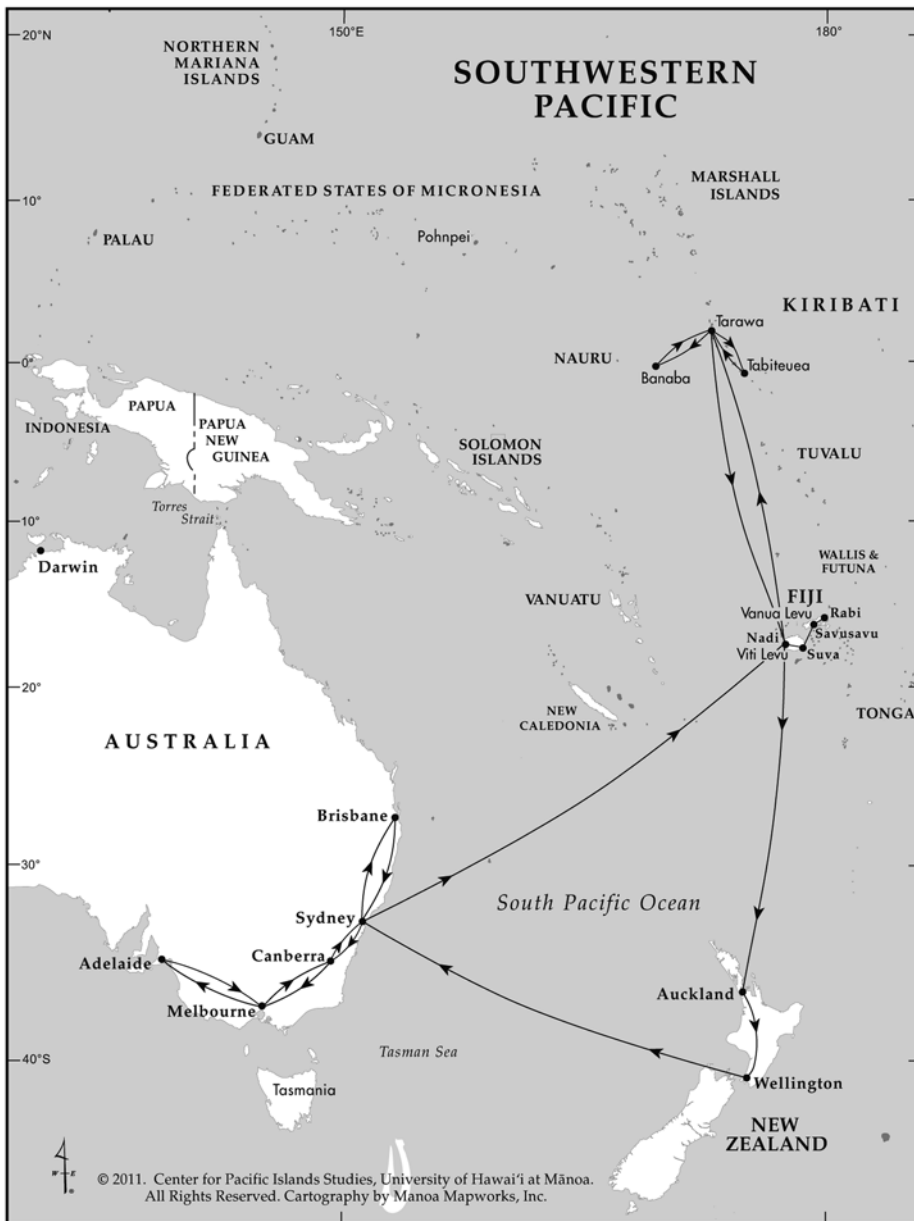 150°E
180°
20°N
NORTHERN
MARIANA
ISLANDS
SOUTHWESTERN
PACIFIC
GUAM
MARSHALL
ISLANDS
FEDERATED STATES OF MICRONESIA
10°
PALAU
Pohnpei
KIRIBATI
Tarawa
NAURU
0°
Banaba
Tabiteuea
PAPUA
INDONESIA
PAPUA
NEW
GUINEA
SOLOMON
ISLANDS
TUVALU
Torres
Strait
10°
Darwin
WALLIS &
FUTUNA
VANUATU
FIJI
Vanua Levu
Rabi
Savusavu
Nadi
Viti Levu
Suva
20°
NEW
CALEDONIA
TONGA
AUSTRALIA
Brisbane
30°
South Pacific Ocean
Sydney
Canberra
Adelaide
Melbourne
Auckland
Tasman Sea
40°S
Tasmania
Wellington
NEW
ZEALAND
W E
© 2011. Center for Pacific Islands Studies, University of Hawai‘i at Mānoa.
All Rights Reserved. Cartography by Manoa Mapworks, Inc.